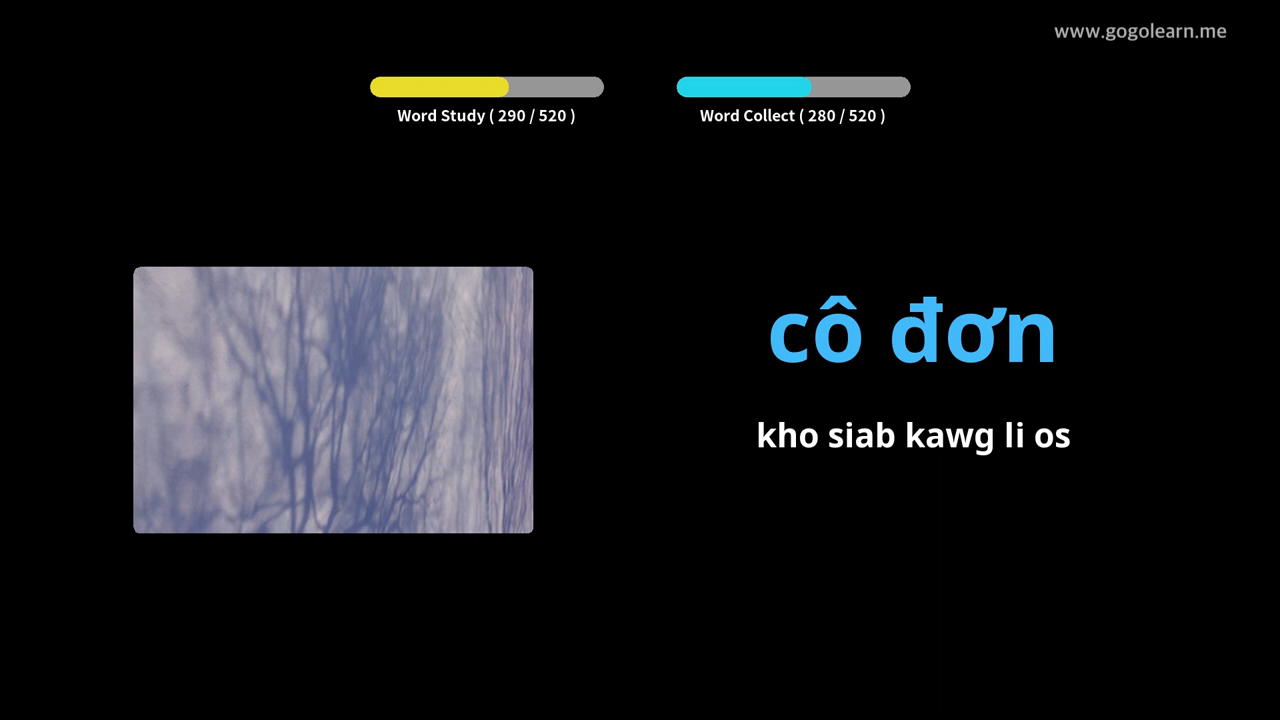 www.gogolearn.me
Word Study ( 290 / 520 )
Word Collect ( 280 / 520 )
cô đơn
kho siab kawg li os